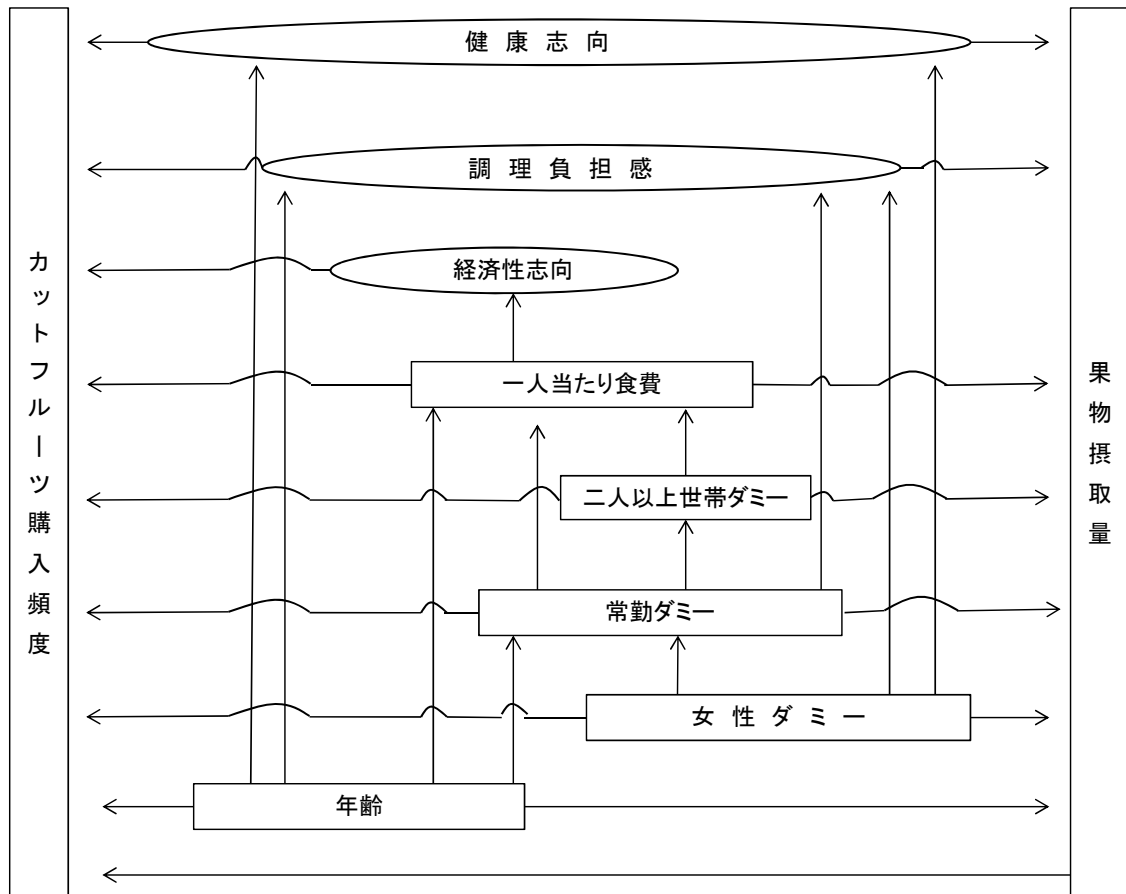 健康志向
調理負担感
経済性志向
一人当たり食費
二人以上世帯ダミー
常勤ダミー
女性ダミー
年齢
カットフルーツ購入頻度
果物摂取量